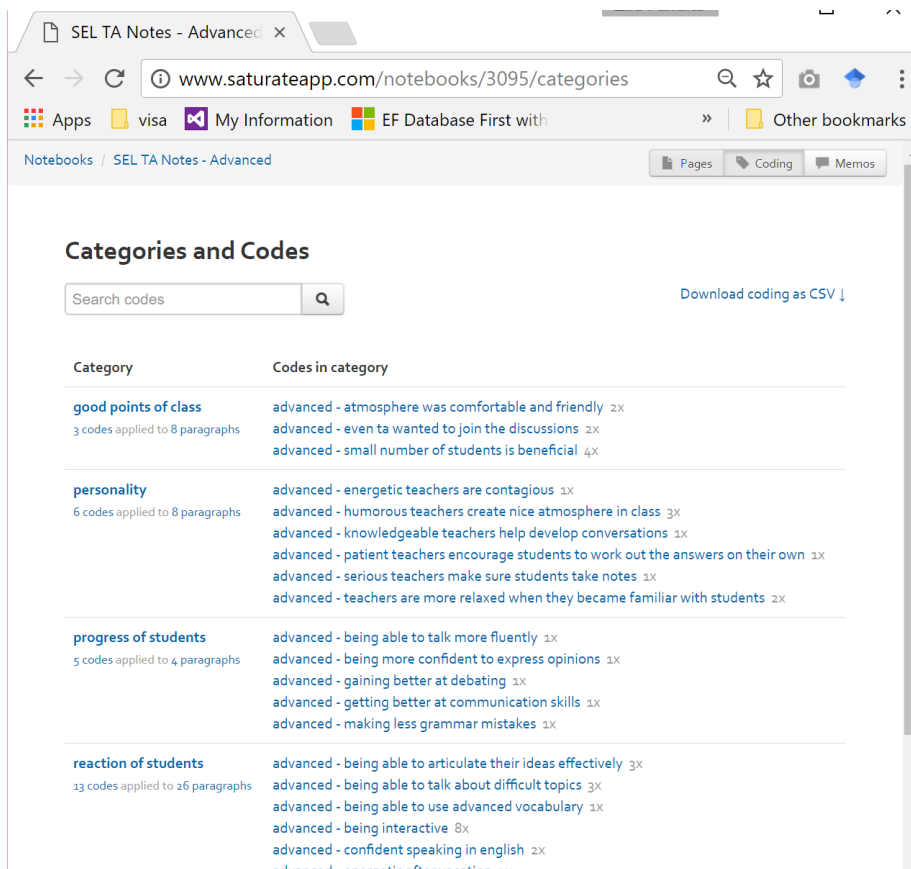 SEL TA Notes - Advanced
www.saturateapp.com/notebooks/3095/categories
Apps visa My Information EF Database First with » Other bookmarks
Notebooks / SEL TA Notes - Advanced Pages Coding Memos
Categories and Codes
Search codes Download coding as CSV ↓
Category Codes in category
good points of class advanced - atmosphere was comfortable and friendly 2x
3 codes applied to 8 paragraphs advanced - even ta wanted to join the discussions 2x
advanced - small number of students is beneficial 4x
personality advanced - energetic teachers are contagious 1x
6 codes applied to 8 paragraphs advanced - humorous teachers create nice atmosphere in class 3x
advanced - knowledgeable teachers help develop conversations 1x
advanced - patient teachers encourage students to work out the answers on their own 1x
advanced - serious teachers make sure students take notes 1x
advanced - teachers are more relaxed when they became familiar with students 2x
progress of students advanced - being able to talk more fluently 1x
5 codes applied to 4 paragraphs advanced - being more confident to express opinions 1x
advanced - gaining better at debating 1x
advanced - getting better at communication skills 1x
advanced - making less grammar mistakes 1x
reaction of students advanced - being able to articulate their ideas effectively 3x
13 codes applied to 26 paragraphs advanced - being able to talk about difficult topics 3x
advanced - being able to use advanced vocabulary 1x
advanced - being interactive 8x
advanced - confident speaking in english 2x